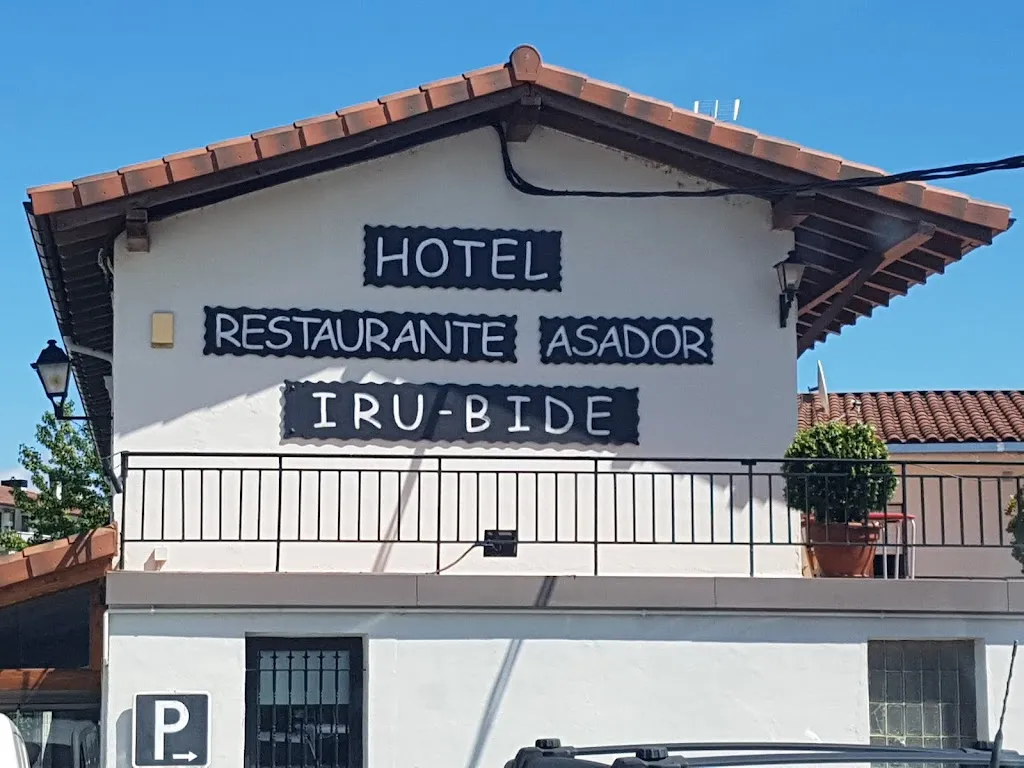 HOTEL
RESTAURANTE ASADOR
IRU-BIDE
P